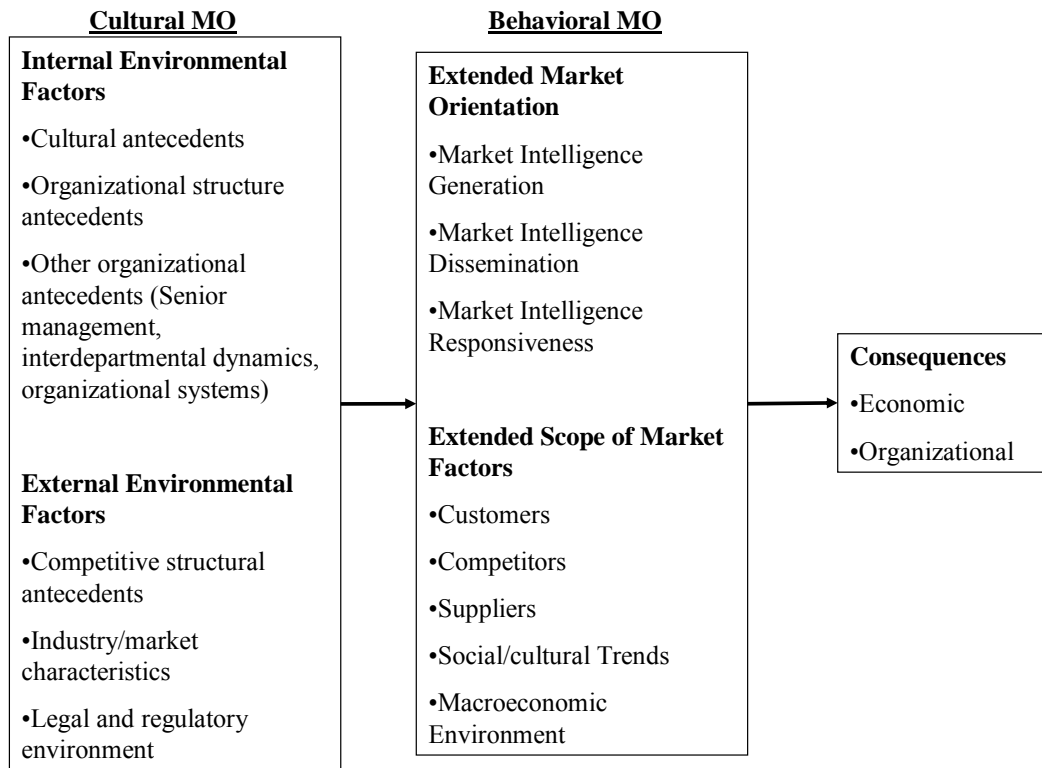 Cultural MO
Internal Environmental
Factors
•Cultural antecedents
•Organizational structure
antecedents
•Other organizational
antecedents (Senior
management,
interdepartmental dynamics,
organizational systems)
External Environmental
Factors
•Competitive structural
antecedents
•Industry/market
characteristics
•Legal and regulatory
environment
Behavioral MO
Extended Market
Orientation
•Market Intelligence
Generation
•Market Intelligence
Dissemination
•Market Intelligence
Responsiveness
Extended Scope of Market
Factors
•Customers
•Competitors
•Suppliers
•Social/cultural Trends
•Macroeconomic
Environment
Consequences
•Economic
•Organizational